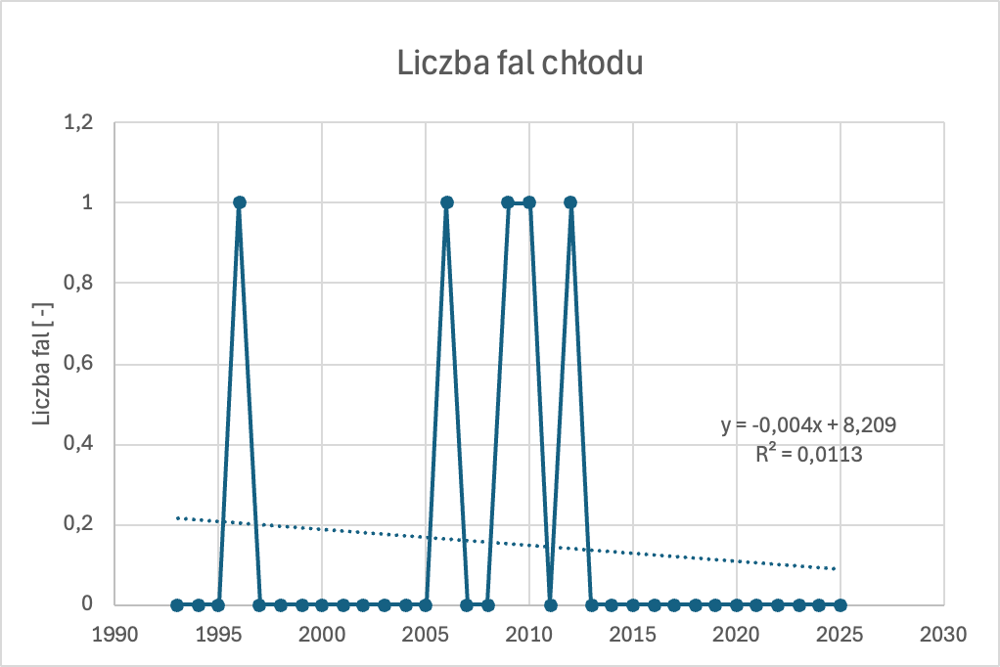 Liczba fal chłodu
Liczba fal [ -]
1,2
1
0,8
0,6
0,4
0,2
0
y = -0,004x + 8,209
R² = 0,0113
1990 1995 2000 2005 2010 2015 2020 2025 2030